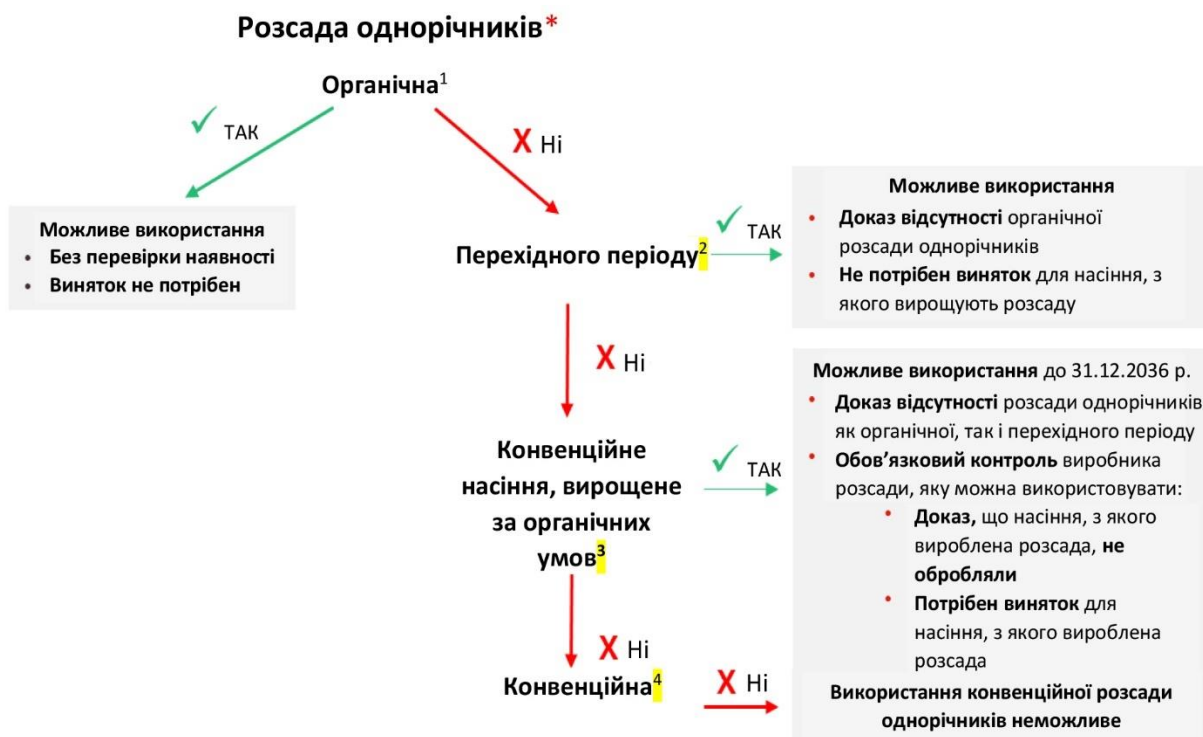 Розсада однорічників*
Органічна1
ТАК
X Ні
Можливе використання
• Без перевірки наявності
• Виняток не потрібен
Перехідного періоду2
ТАК
Можливе використання
• Доказ відсутності органічної
розсади однорічників
• Не потрібен виняток для насіння, з
якого вирощують розсаду
X Ні
Конвенційне
насіння, вирощене
за органічних
умов3
ТАК
Можливе використання до 31.12.2036 р.
• Доказ відсутності розсади однорічників
як органічної, так і перехідного періоду
• Обов’язковий контроль виробника
розсади, яку можна використовувати:
• Доказ, що насіння, з якого
вироблена розсада, не
обробляли
• Потрібен виняток для
насіння, з якого вироблена
розсада
X Ні
Конвенційна4
X Ні
Використання конвенційної розсади
однорічників неможливе